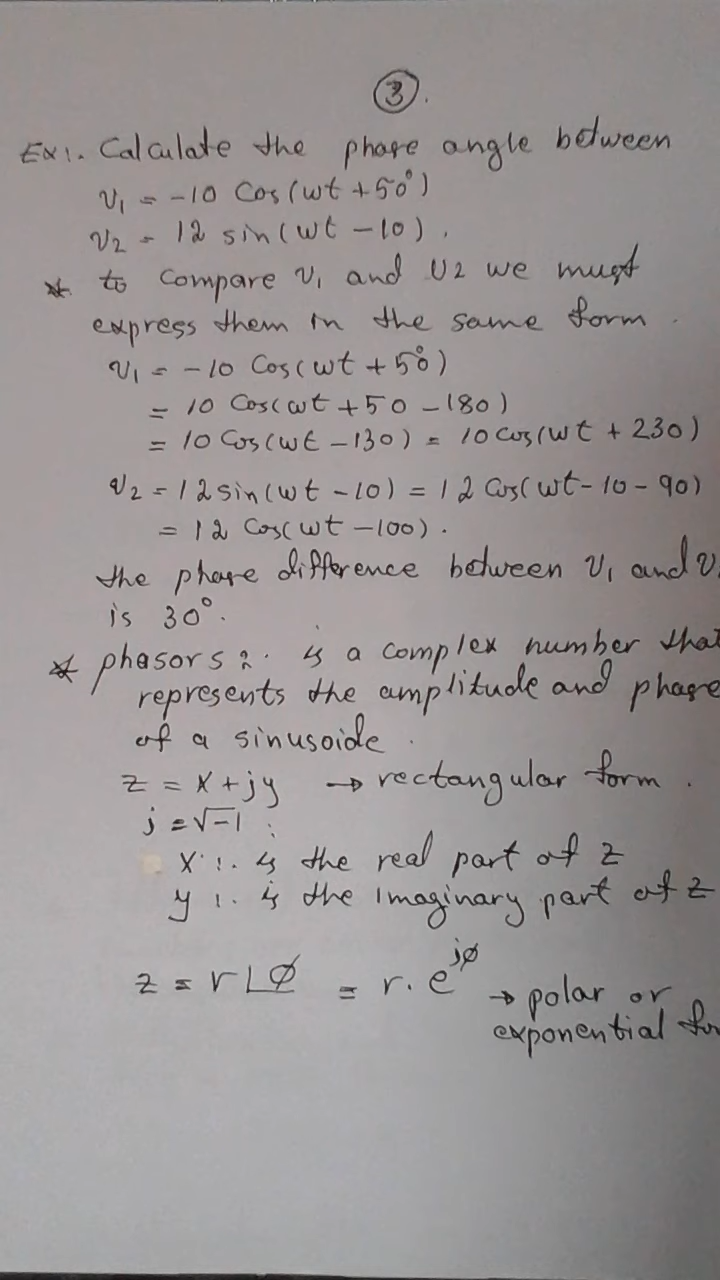 3.
Ex:. Calculate the phase angle between
v₁ = -10 Cos(wt +50°)
v₂ = 12 sin(wt -10).
* to compare v₁ and v₂ we must
express them in the same form.
v₁ = -10 Cos(wt +50°)
= 10 Cos(wt +50 -180)
= 10 Cos(wt -130) = 10 cos(wt + 230)
v₂ = 12 sin(wt -10) = 12 Cos(wt -10 -90)
= 12 Cos(wt -100).
the phase difference between v₁ and v
is 30°.
* phasors:. is a complex number that
represents the amplitude and phase
of a sinusoide.
z = x + jy → rectangular form.
j = √-1 :
x :. is the real part of z
y :. is the Imaginary part of z
z = r∠Ø = r.e^jø → polar or
exponential for